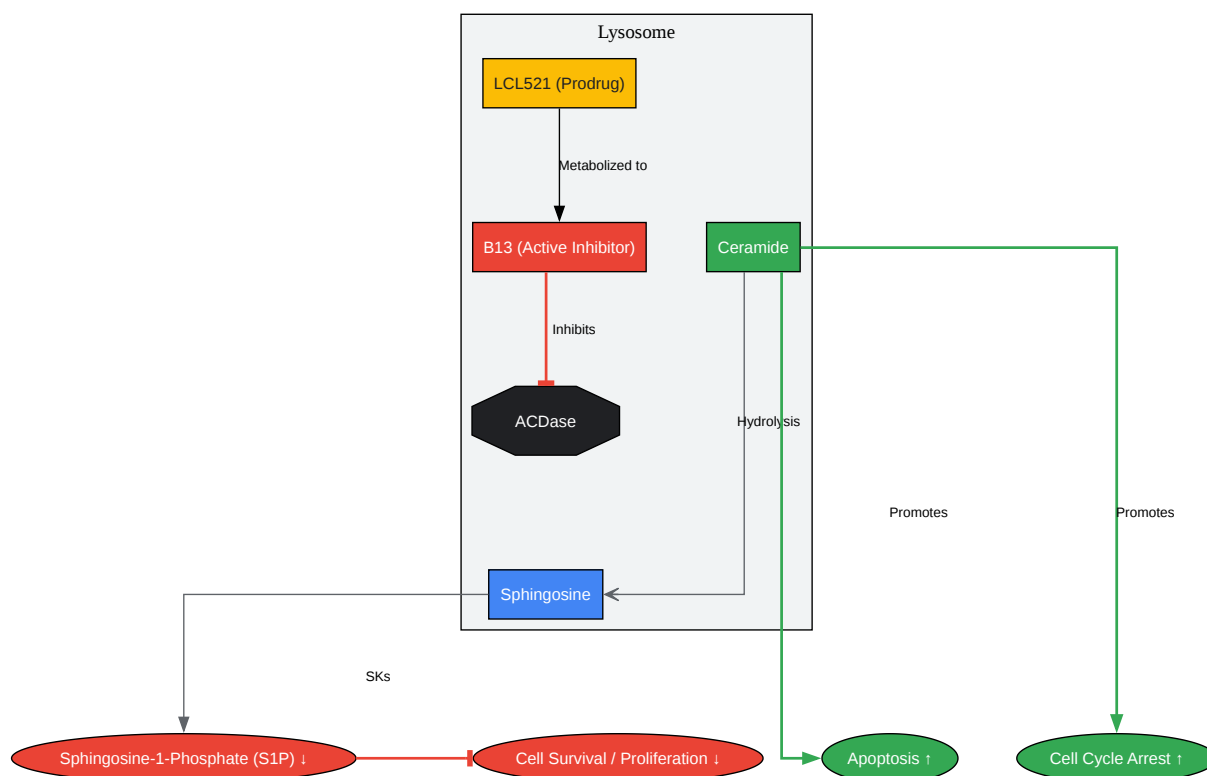 Lysosome
LCL521 (Prodrug)
Metabolized to
B13 (Active Inhibitor)
Ceramide
Inhibits
ACDase
Hydrolysis
Promotes
Promotes
Sphingosine
SKs
Sphingosine-1-Phosphate (S1P) ↓
Cell Survival / Proliferation ↓
Apoptosis ↑
Cell Cycle Arrest ↑